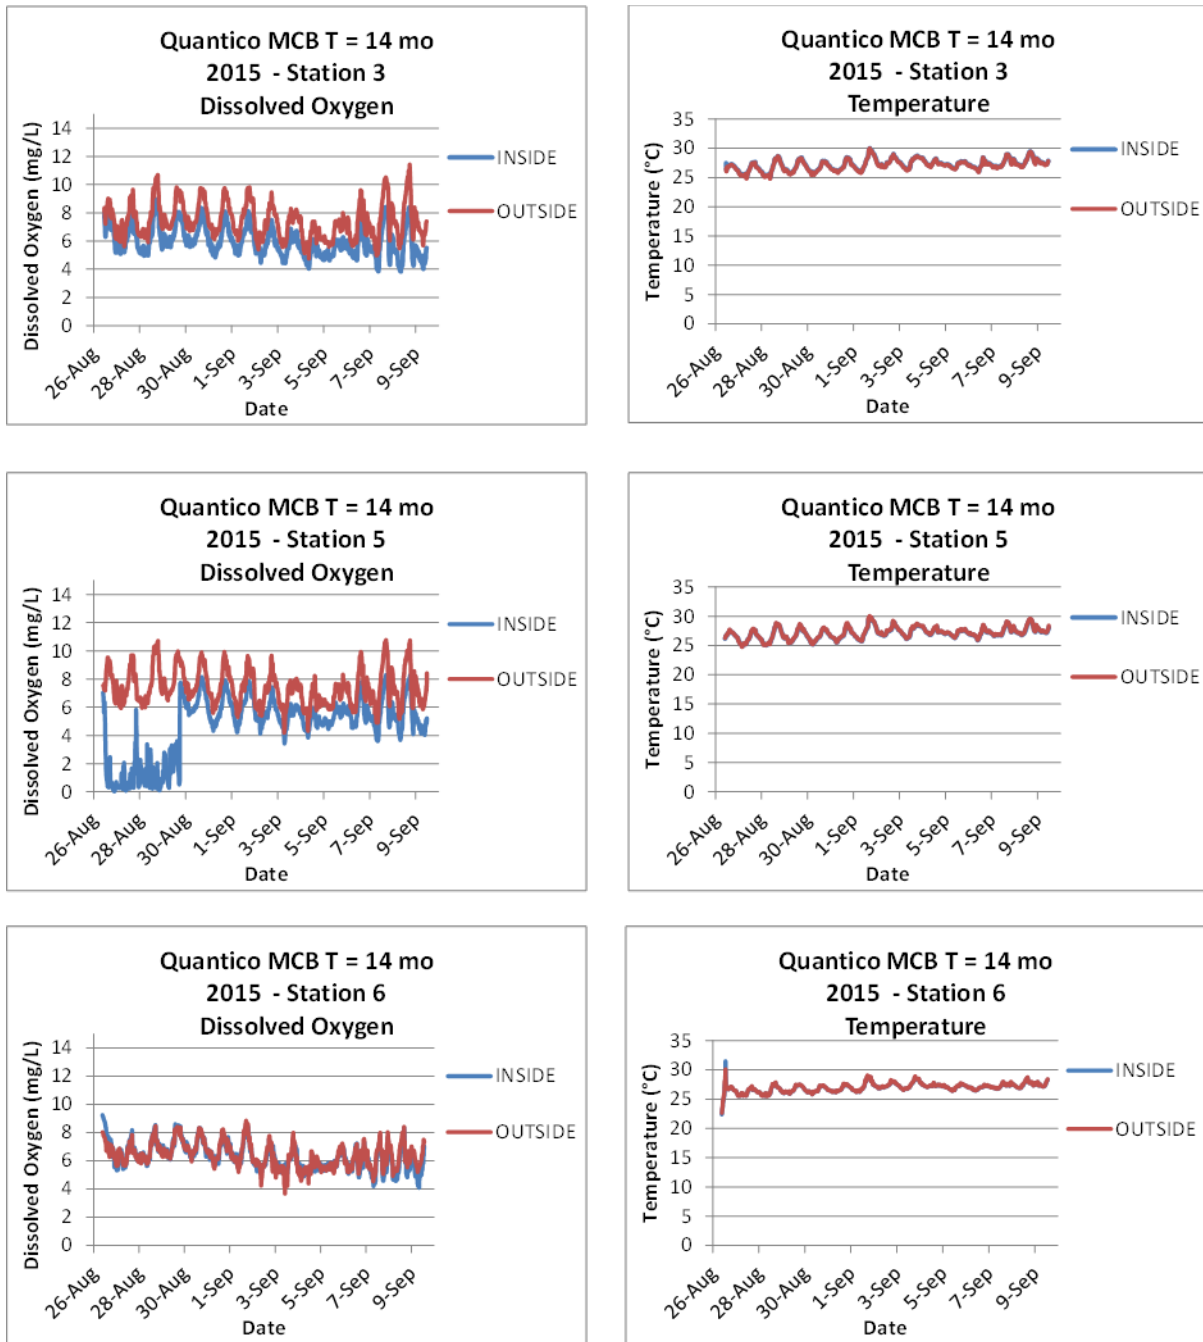 Quantico MCB T = 14 mo
2015 - Station 3
Dissolved Oxygen
Dissolved Oxygen (mg/L)
14
12
10
8
6
4
2
0
26-Aug
28-Aug
30-Aug
1-Sep
3-Sep
5-Sep
7-Sep
9-Sep
Date
INSIDE
OUTSIDE
Quantico MCB T = 14 mo
2015 - Station 3
Temperature
Temperature (°C)
35
30
25
20
15
10
5
0
26-Aug
28-Aug
30-Aug
1-Sep
3-Sep
5-Sep
7-Sep
9-Sep
Date
INSIDE
OUTSIDE
Quantico MCB T = 14 mo
2015 - Station 5
Dissolved Oxygen
Dissolved Oxygen (mg/L)
14
12
10
8
6
4
2
0
26-Aug
28-Aug
30-Aug
1-Sep
3-Sep
5-Sep
7-Sep
9-Sep
Date
INSIDE
OUTSIDE
Quantico MCB T = 14 mo
2015 - Station 5
Temperature
Temperature (°C)
35
30
25
20
15
10
5
0
26-Aug
28-Aug
30-Aug
1-Sep
3-Sep
5-Sep
7-Sep
9-Sep
Date
INSIDE
OUTSIDE
Quantico MCB T = 14 mo
2015 - Station 6
Dissolved Oxygen
Dissolved Oxygen (mg/L)
14
12
10
8
6
4
2
0
26-Aug
28-Aug
30-Aug
1-Sep
3-Sep
5-Sep
7-Sep
9-Sep
Date
INSIDE
OUTSIDE
Quantico MCB T = 14 mo
2015 - Station 6
Temperature
Temperature (°C)
35
30
25
20
15
10
5
0
26-Aug
28-Aug
30-Aug
1-Sep
3-Sep
5-Sep
7-Sep
9-Sep
Date
INSIDE
OUTSIDE